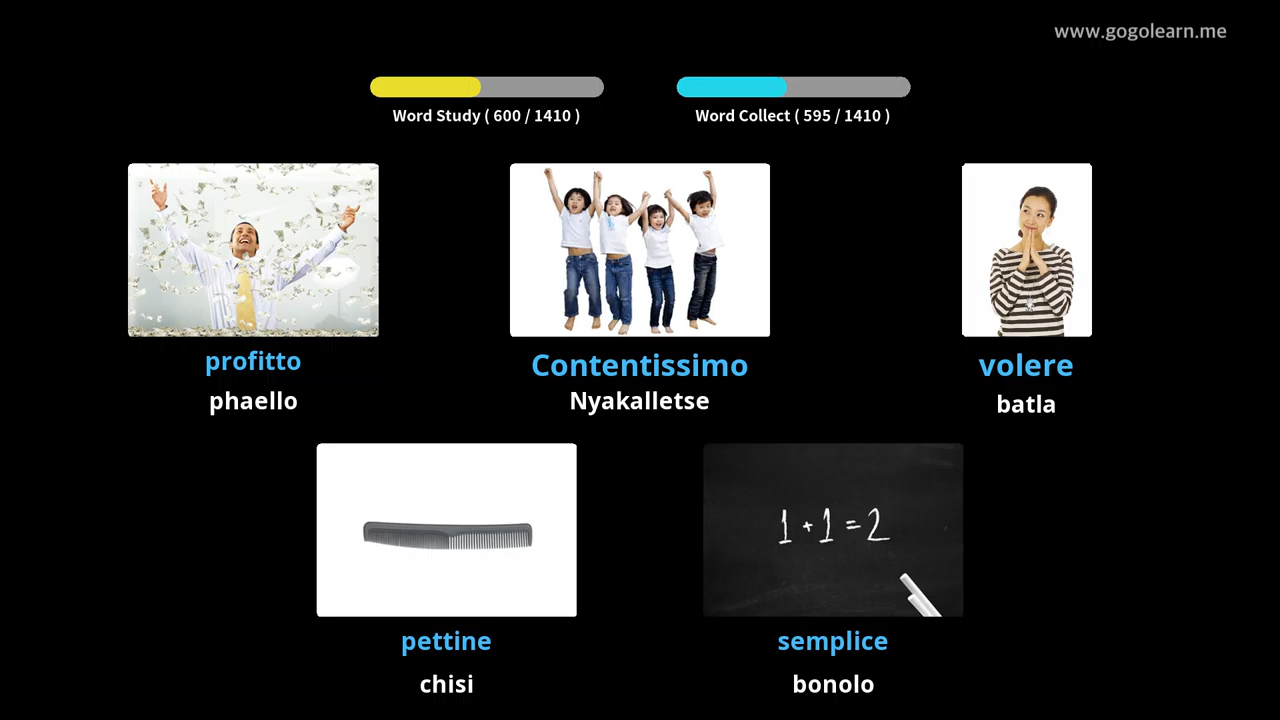 www.gogolearn.me
Word Study ( 600 / 1410 )
Word Collect ( 595 / 1410 )
profitto
phaello
Contentissimo
Nyakalletse
volere
batla
1 + 1 = 2
pettine
chisi
semplice
bonolo